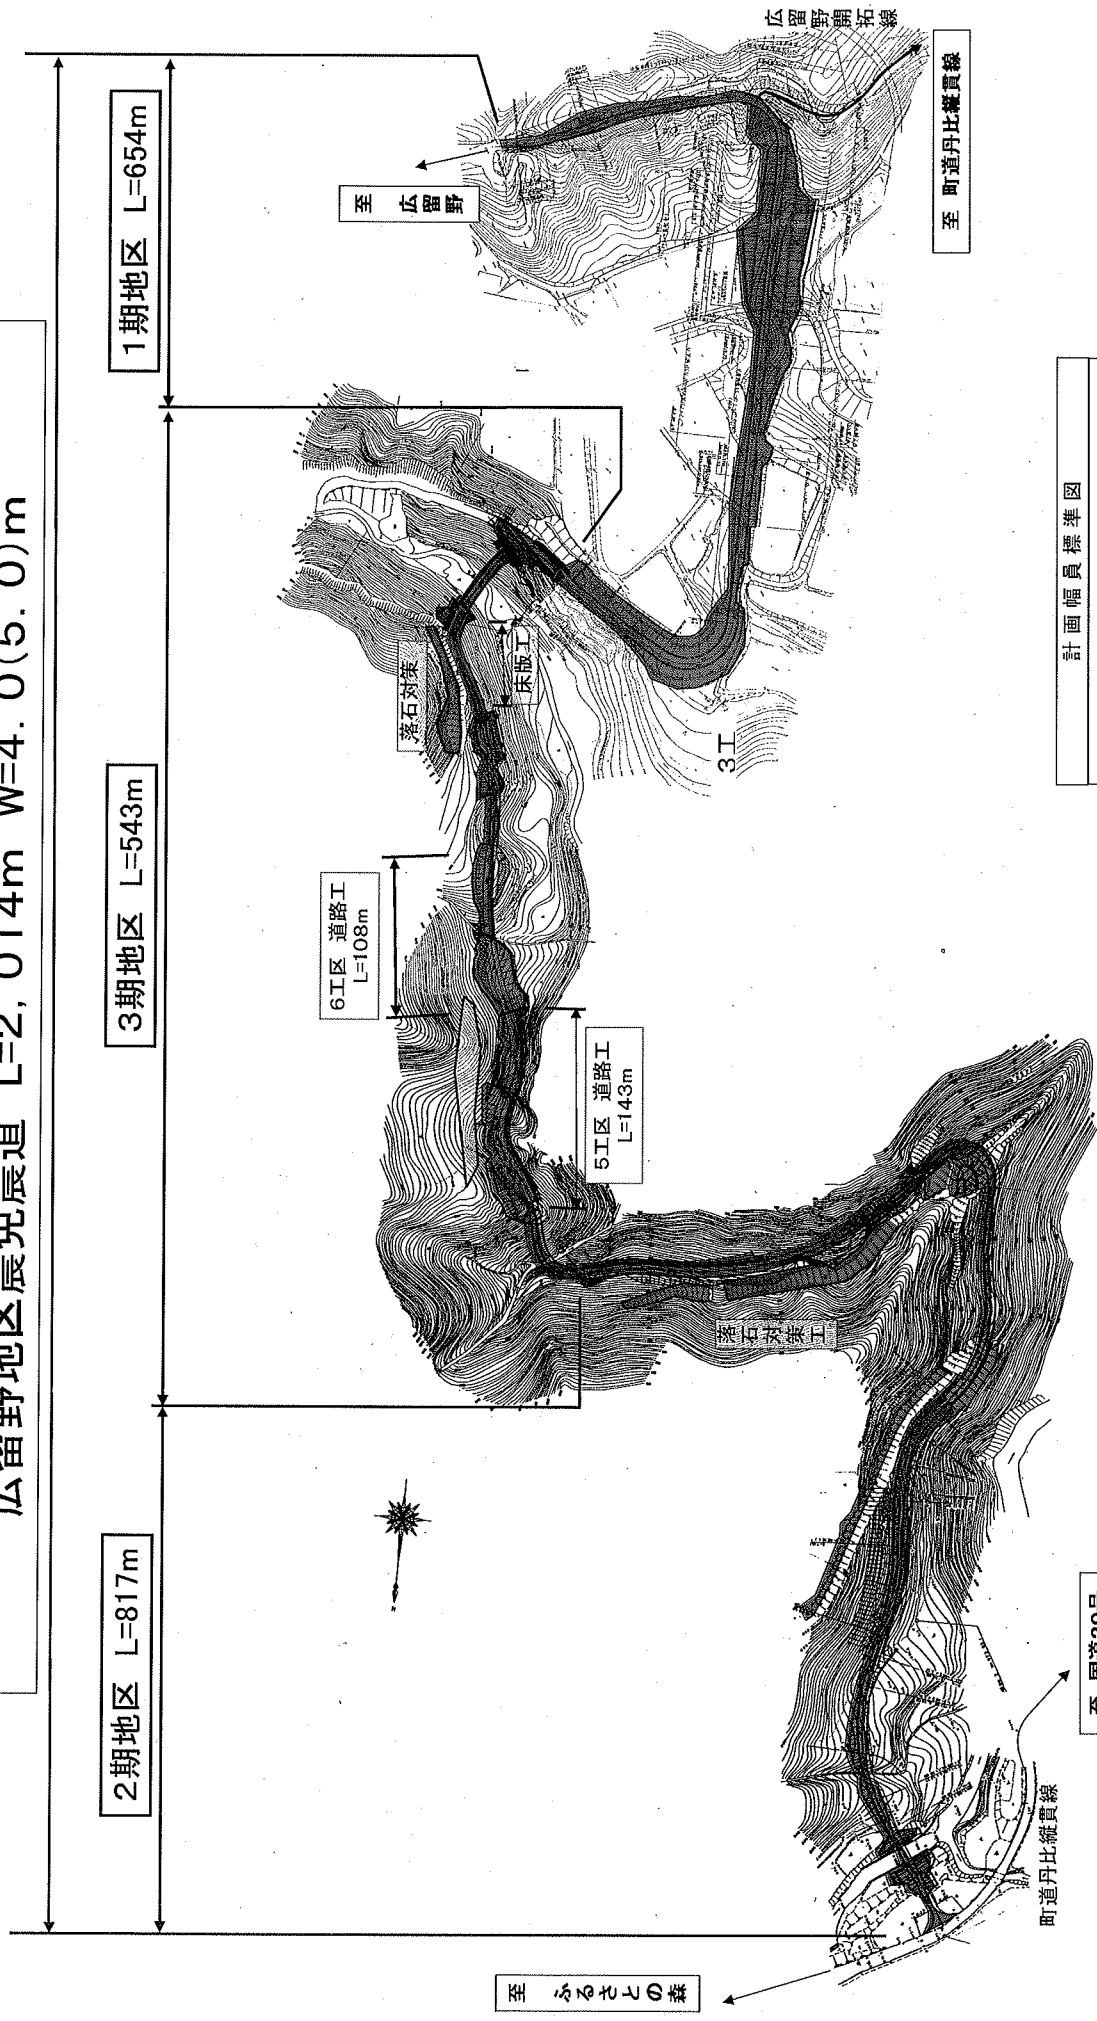 広留野地区農免農道 L=2,014m W=4.0(5.0)m
2期地区 L=817m
3期地区 L=543m
1期地区 L=654m
至 広留野
広留野開拓線
至 町道丹比縦貫線
落石対策
床版工
3工
6工区 道路工
L=108m
5工区 道路工
L=143m
落石対策工
至 ふるさとの森
町道丹比縦貫線
計画幅員標準図